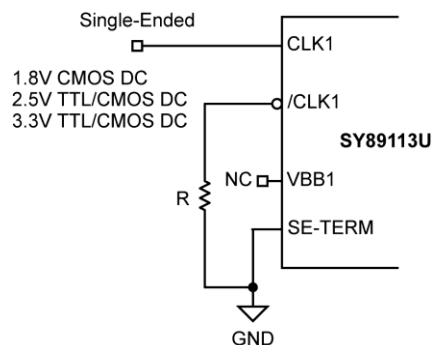 Single-Ended
CLK1
1.8V CMOS DC
2.5V TTL/CMOS DC
3.3V TTL/CMOS DC
/CLK1
SY89113U
NC
VBB1
R
SE-TERM
GND